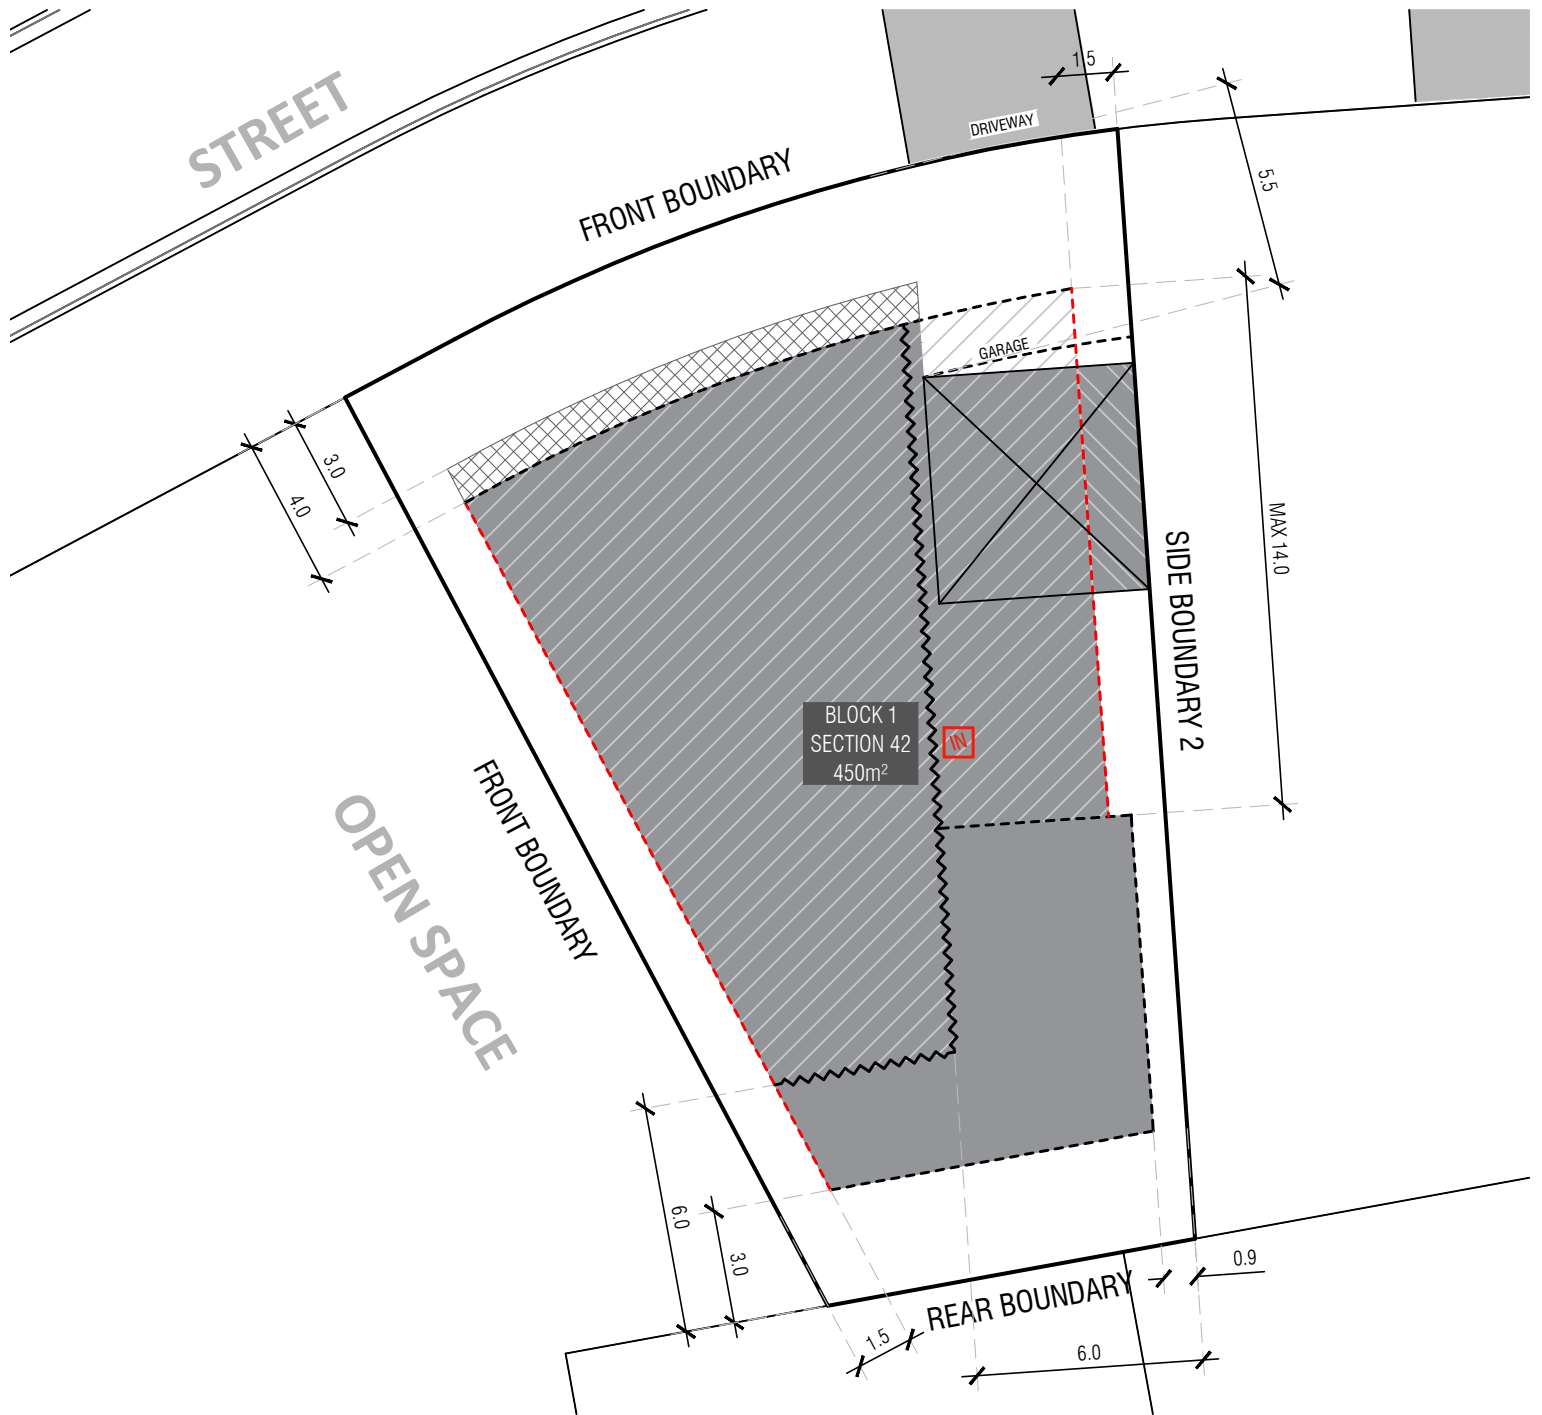 STREET
1.5
DRIVEWAY
FRONT BOUNDARY
5.5
GARAGE
3.0
4.0
MAX 14.0
SIDE BOUNDARY 2
BLOCK 1
SECTION 42
450m²
IN
FRONT BOUNDARY
OPEN SPACE
6.0
3.0
0.9
REAR BOUNDARY
1.5
6.0